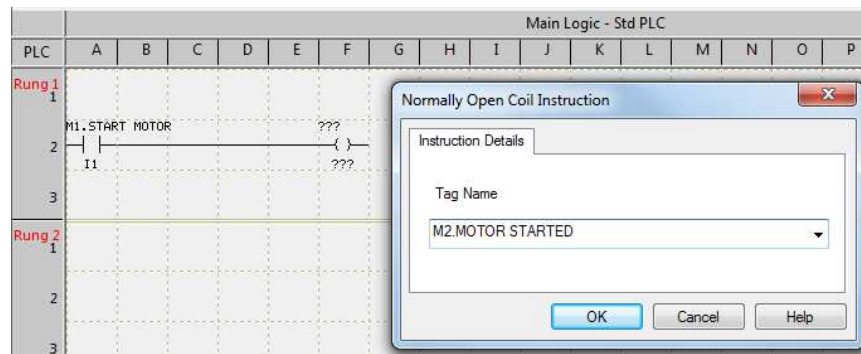 Main Logic - Std PLC
PLC A B C D E F G H I J K L M N O P
Rung 1
1
M1.START MOTOR ???
2
I1 ???
3
Rung 2
1
2
3
Normally Open Coil Instruction
Instruction Details
Tag Name
M2.MOTOR STARTED
OK Cancel Help